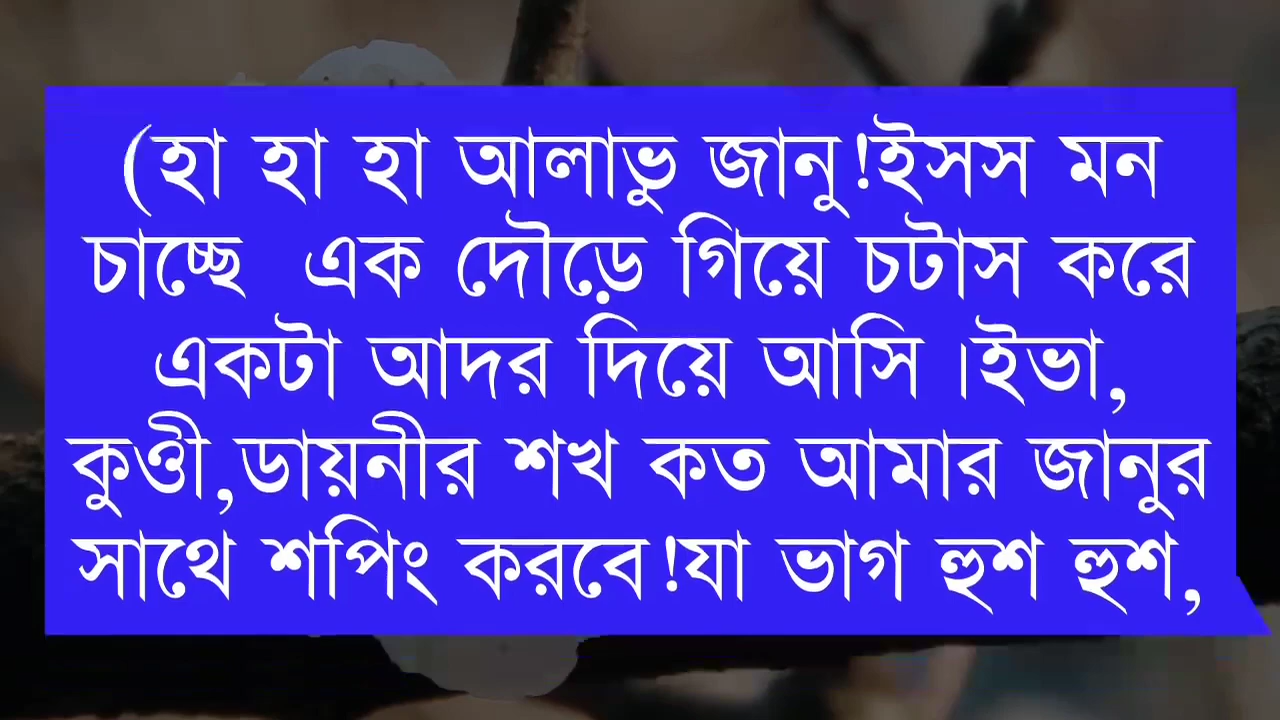 (হা হা হা আলাভু জানু!ইসস মন
চাচ্ছে এক দৌড়ে গিয়ে চটাস করে
একটা আদর দিয়ে আসি।ইভা,
কুত্তী,ডায়নীর শখ কত আমার জানুর
সাথে শপিং করবে!যা ভাগ হুশ হুশ,